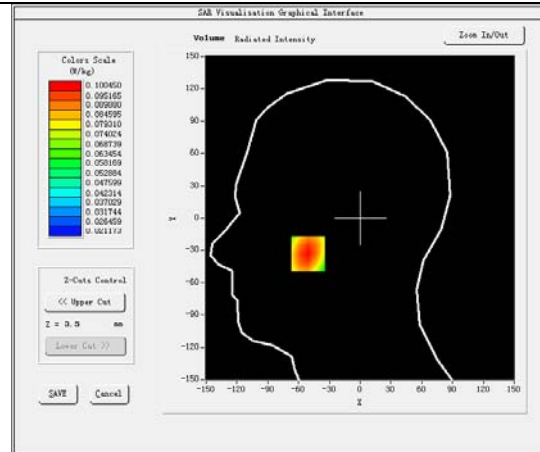 SAR Visualisation Graphical Interface
Volume Radiated Intensity
Zoom In/Out
Colors Scale
(W/kg)
0.100450
0.095165
0.089880
0.084595
0.079310
0.074024
0.068739
0.063454
0.058169
0.052884
0.047599
0.042314
0.037029
0.031744
0.026459
0.021173
Z-Cuts Control
<< Upper Cut
Z = 3.5 mm
Lower Cut >>
SAVE
Cancel
150-
120-
90-
60-
30-
0-
-30-
-60-
-90-
-120-
-150-
Y
-150 -120 -90 -60 -30 0 30 60 90 120 150
X